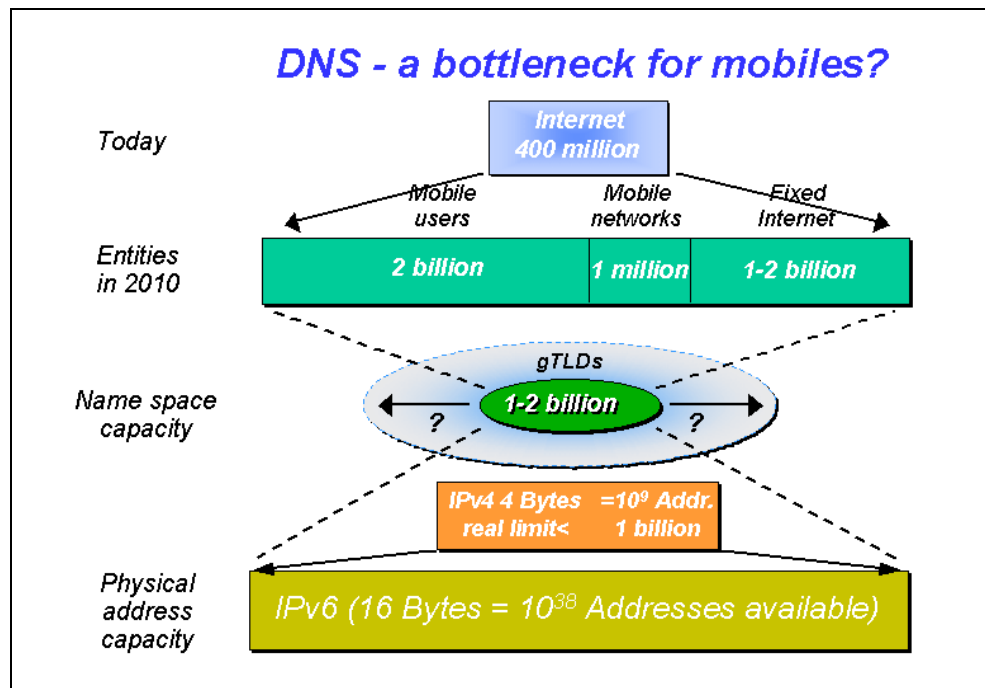 DNS - a bottleneck for mobiles?
Today
Internet
400 million
Mobile
users
Mobile
networks
Fixed
Internet
Entities
in 2010
2 billion
1 million
1-2 billion
gTLDs
Name space
capacity
1-2 billion
?
?
IPv4 4 Bytes =10⁹ Addr.
real limit< 1 billion
Physical
address
capacity
IPv6 (16 Bytes = 10³⁸ Addresses available)